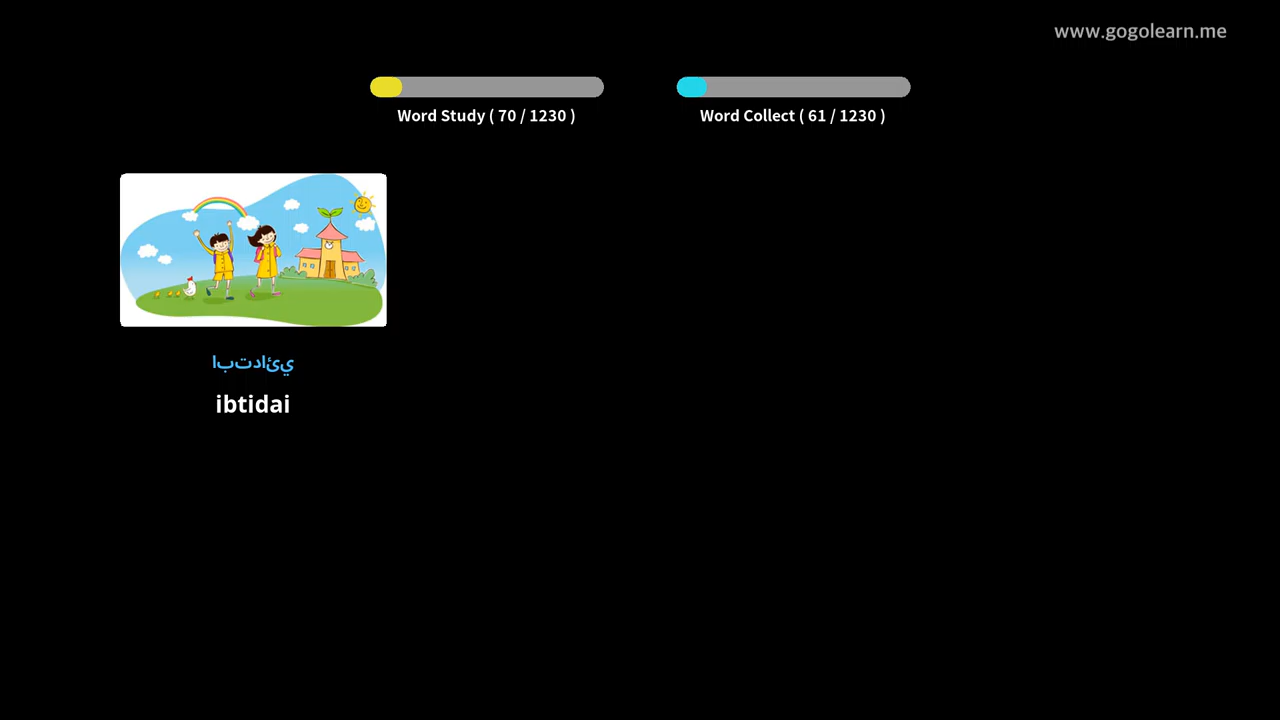 www.gogolearn.me
Word Study ( 70 / 1230 )
Word Collect ( 61 / 1230 )
ابتدائي
ibtidai